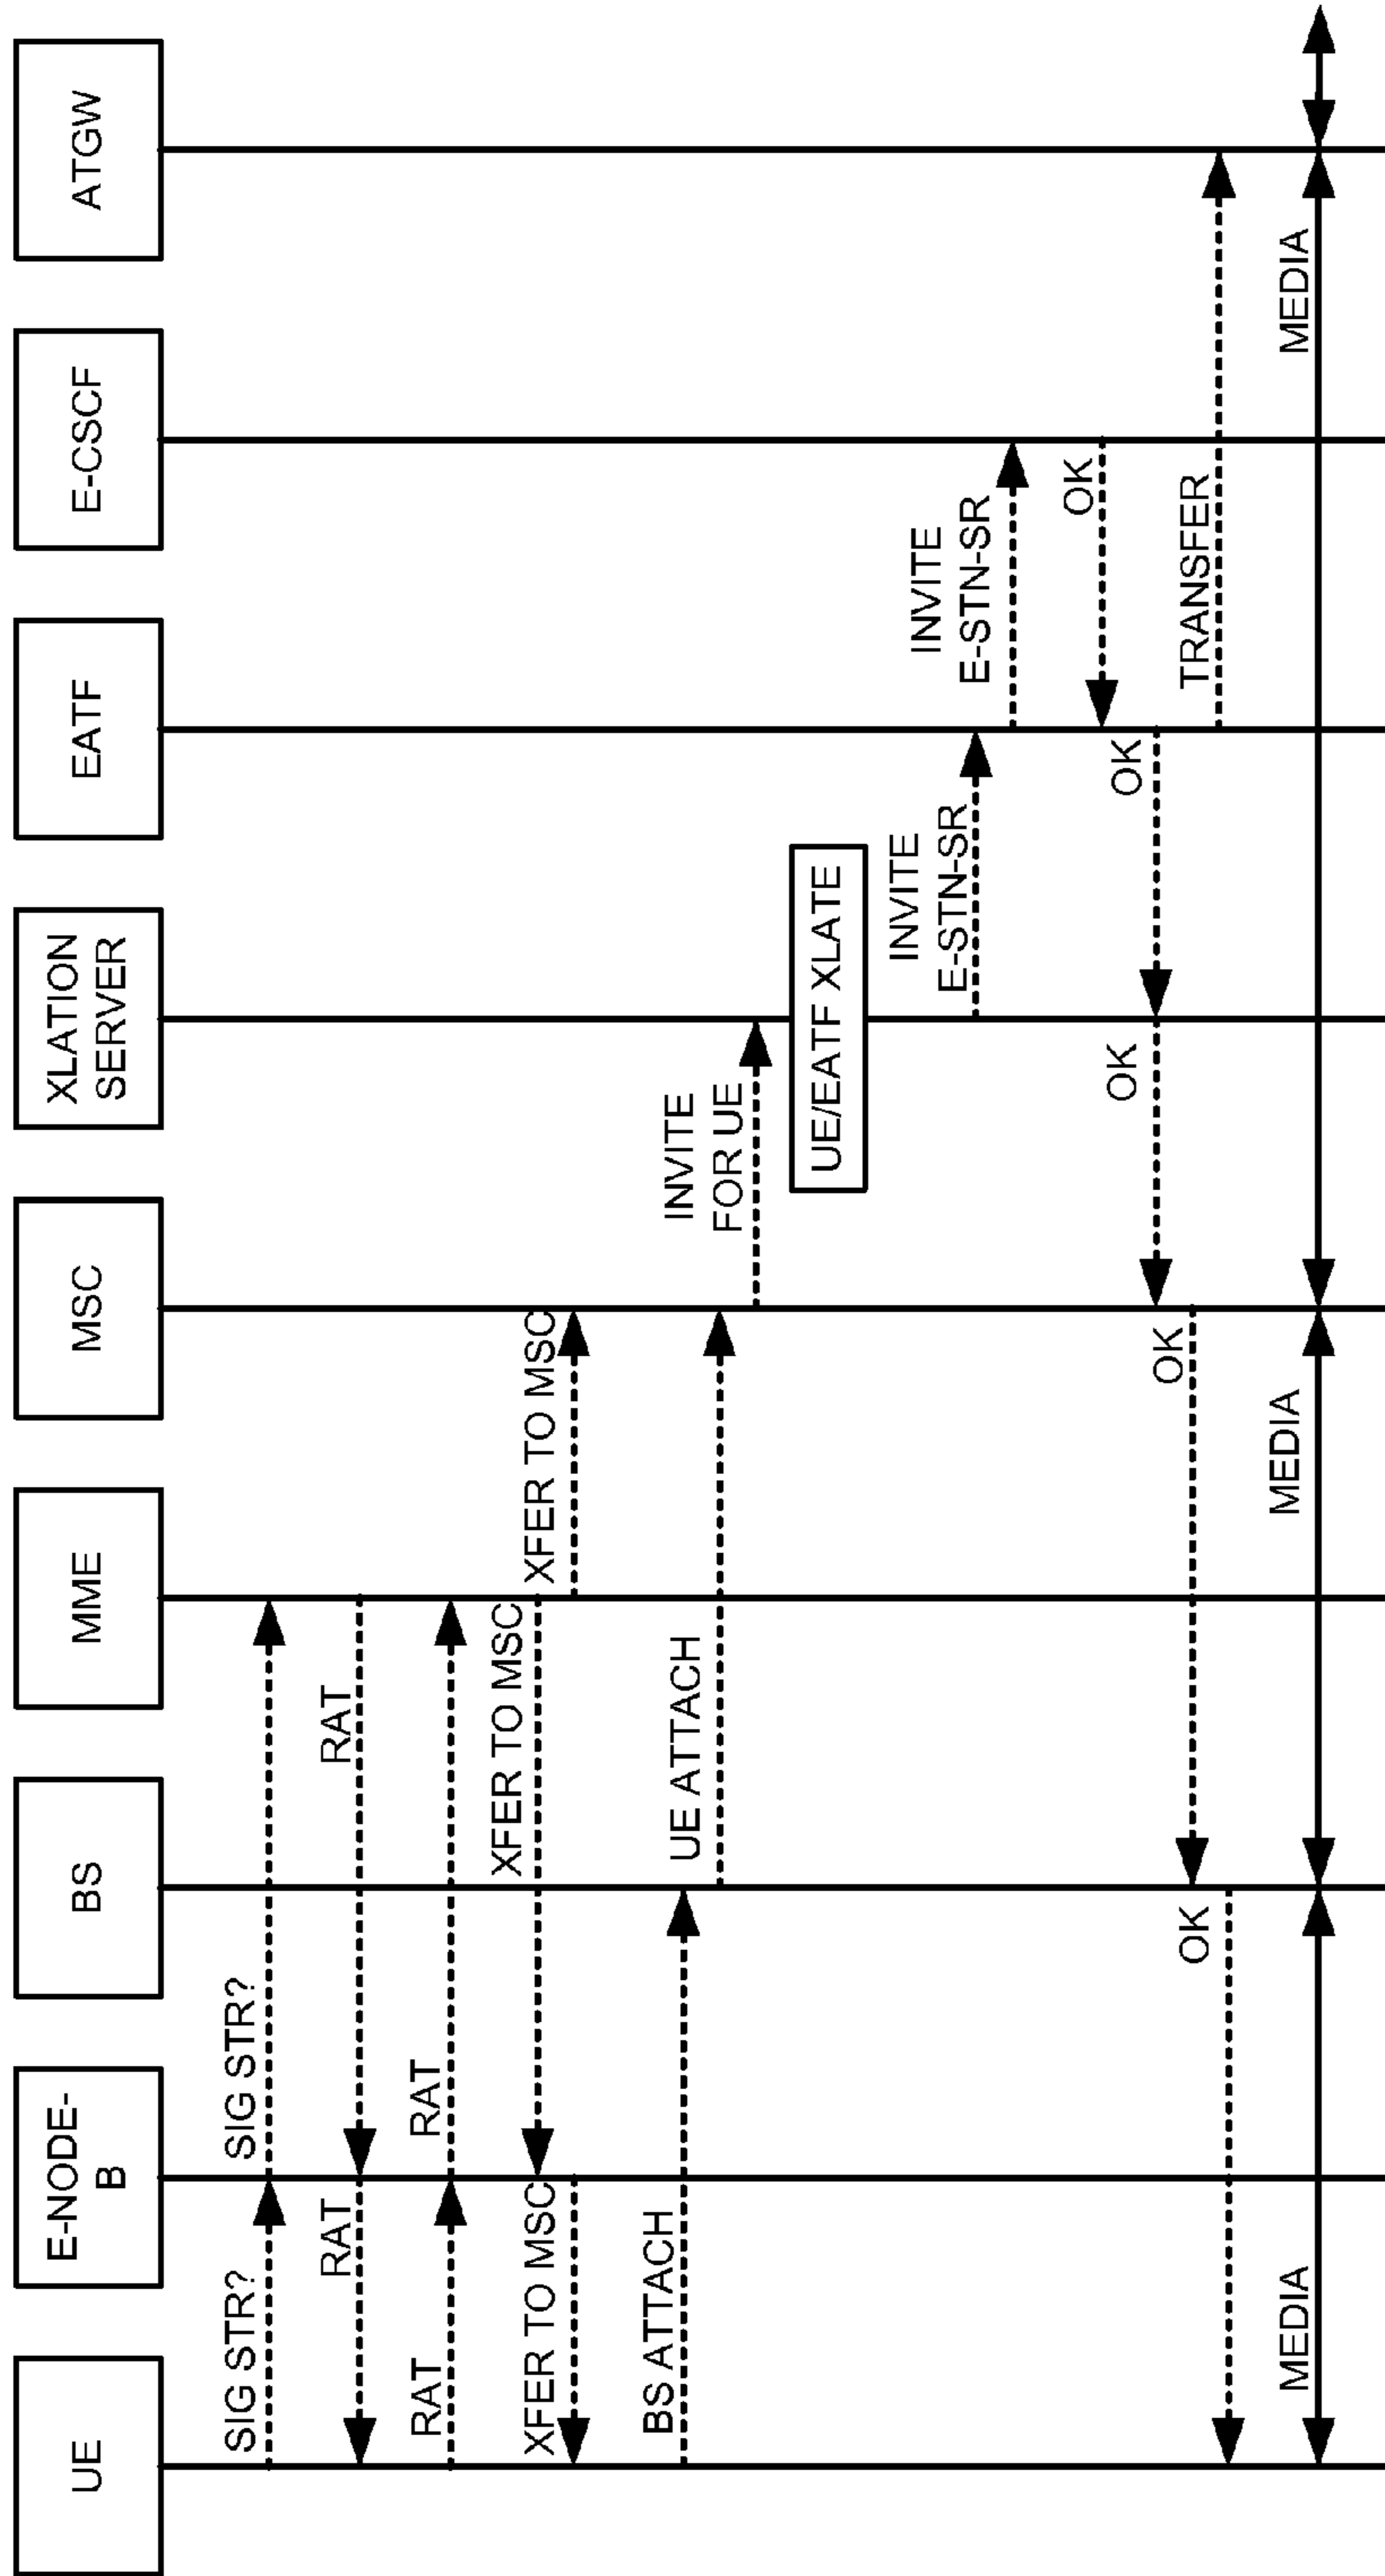 UE
E-NODE-
B
BS
MME
MSC
XLATION
SERVER
EATF
E-CSCF
ATGW
SIG STR?
SIG STR?
RAT
RAT
RAT
RAT
XFER TO MSC
XFER TO MSC
XFER TO MSC
BS ATTACH
UE ATTACH
INVITE
FOR UE
UE/EATF XLATE
INVITE
E-STN-SR
INVITE
E-STN-SR
OK
OK
OK
OK
OK
TRANSFER
MEDIA
MEDIA
MEDIA